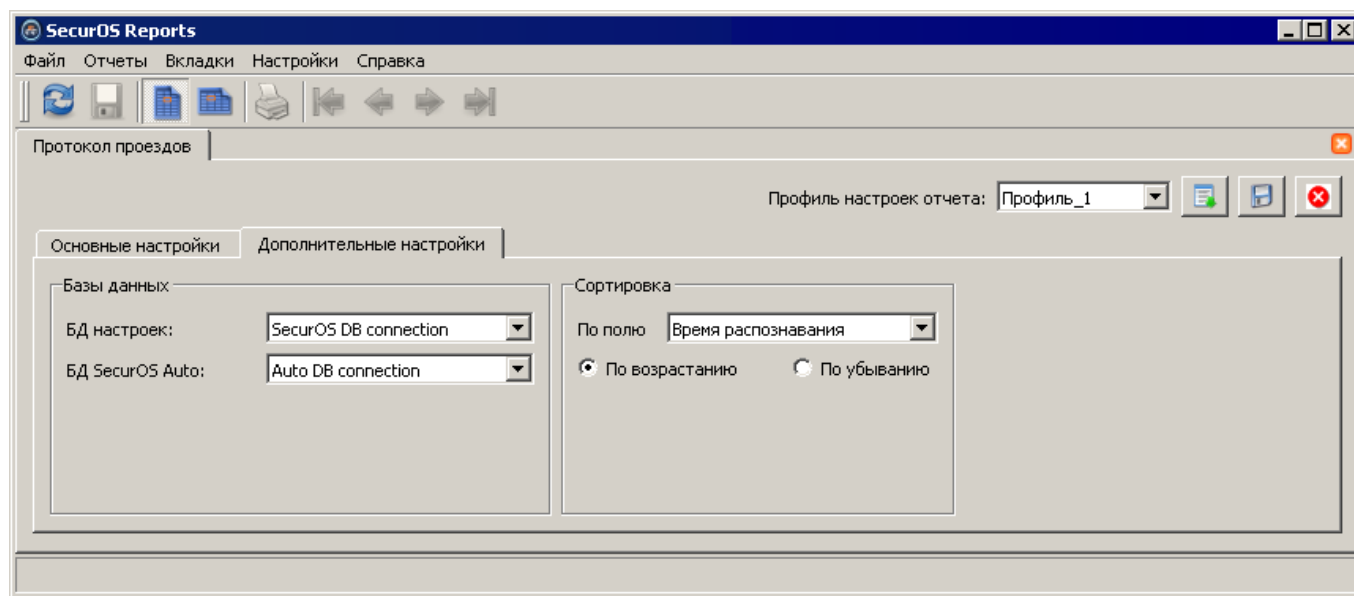 SecurOS Reports
Файл Отчеты Вкладки Настройки Справка
Протокол проездов
Профиль настроек отчета: Профиль_1
Основные настройки Дополнительные настройки
Базы данных Сортировка
БД настроек: SecurOS DB connection По полю Время распознавания
БД SecurOS Auto: Auto DB connection По возрастанию По убыванию